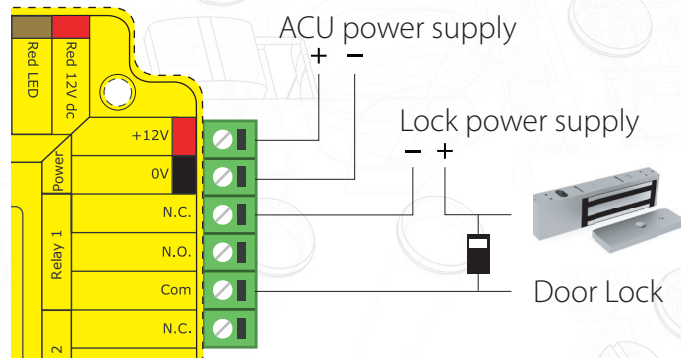 ACU power supply
+ −
Lock power supply
− +
Door Lock
Red LED
Red 12V dc
Power
+12V
0V
Relay 1
N.C.
N.O.
Com
2
N.C.